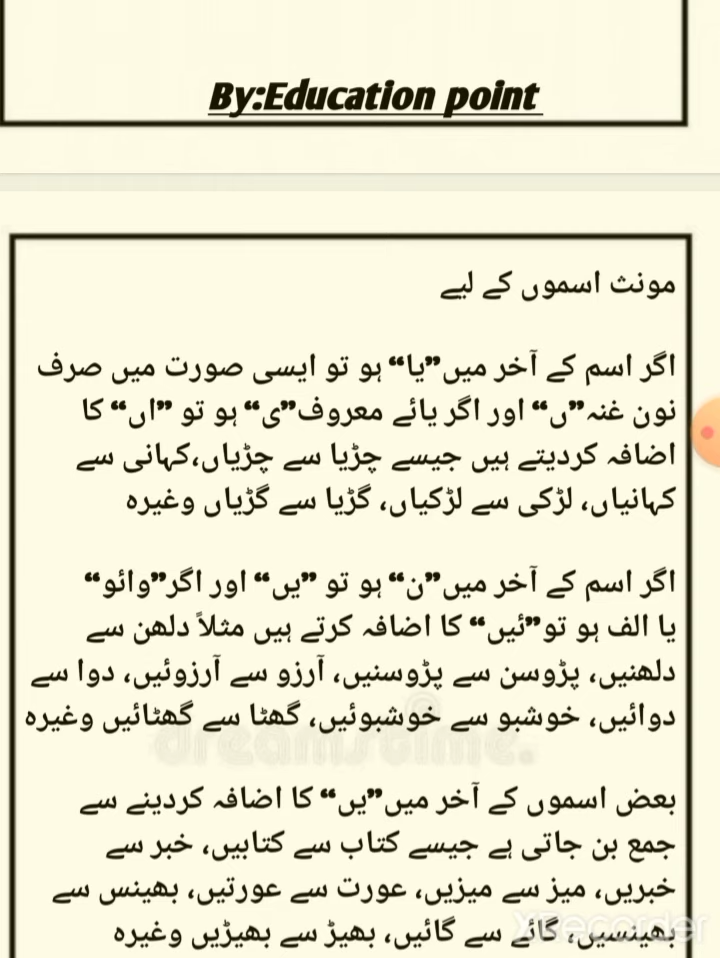 By:Education point
مونث اسموں کے لیے
اگر اسم کے آخر میں”یا“ ہو تو ایسی صورت میں صرف
نون غنہ”ں“ اور اگر یائے معروف”ی“ ہو تو ”اں“ کا
اضافہ کردیتے ہیں جیسے چڑیا سے چڑیاں،کہانی سے
کہانیاں، لڑکی سے لڑکیاں، گڑیا سے گڑیاں وغیرہ
اگر اسم کے آخر میں”ن“ ہو تو ”یں“ اور اگر”وائو“
یا الف ہو تو”ئیں“ کا اضافہ کرتے ہیں مثلاً دلھن سے
دلھنیں، پڑوسن سے پڑوسنیں، آرزو سے آرزوئیں، دوا سے
دوائیں، خوشبو سے خوشبوئیں، گھٹا سے گھٹائیں وغیرہ
dreamstime.
بعض اسموں کے آخر میں”یں“ کا اضافہ کردینے سے
جمع بن جاتی ہے جیسے کتاب سے کتابیں، خبر سے
خبریں، میز سے میزیں، عورت سے عورتیں، بھینس سے
بھینسیں، گائے سے گائیں، بھیڑ سے بھیڑیں وغیرہ
XRecorder